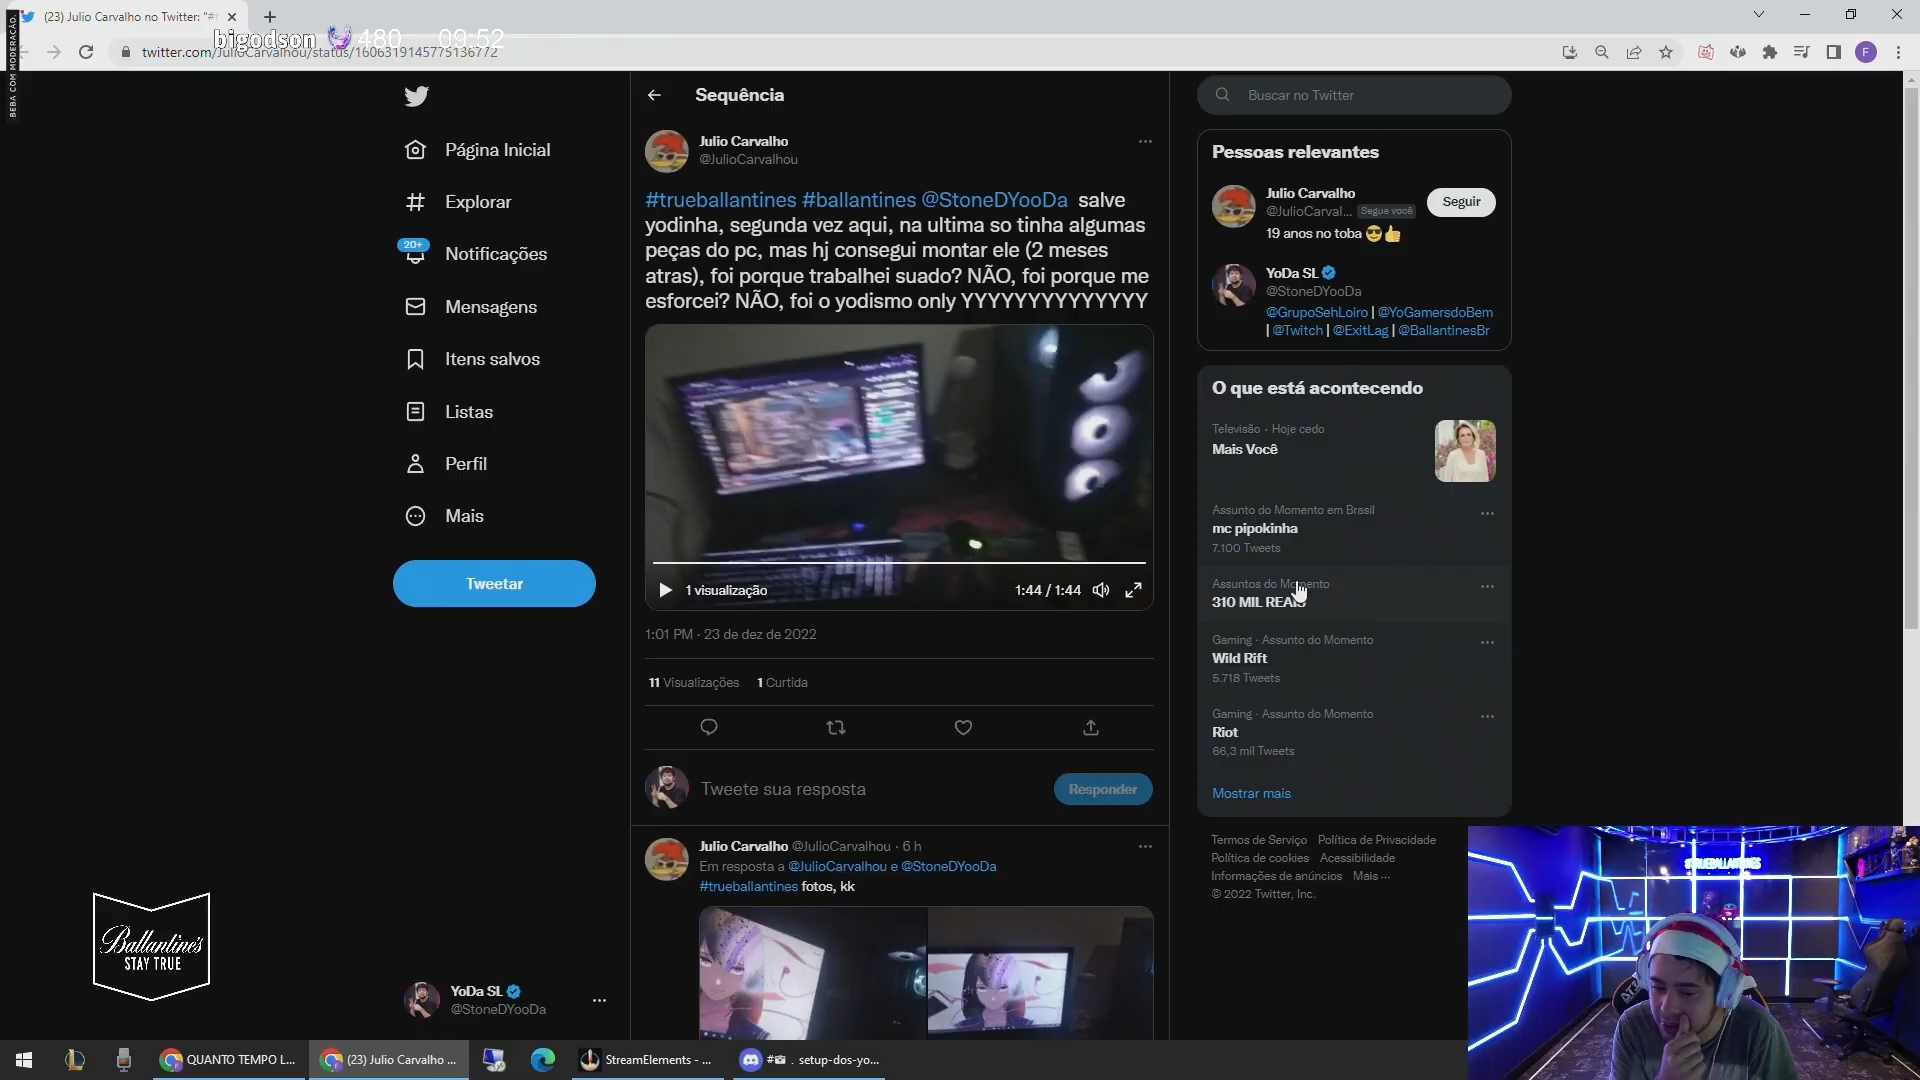 (23) Julio Carvalho no Twitter: "#t
BEBA COM MODERAÇÃO.
bigodson 480 09:52
twitter.com/JulioCarvalhou/status/1606319145775136772
F
Página Inicial
Explorar
20+
Notificações
Mensagens
Itens salvos
Listas
Perfil
Mais
Tweetar
Sequência
Julio Carvalho
@JulioCarvalhou
#trueballantines #ballantines @StoneDYooDa salve
yodinha, segunda vez aqui, na ultima so tinha algumas
peças do pc, mas hj consegui montar ele (2 meses
atras), foi porque trabalhei suado? NÃO, foi porque me
esforcei? NÃO, foi o yodismo only YYYYYYYYYYYYYY
1 visualização
1:44 / 1:44
1:01 PM · 23 de dez de 2022
11 Visualizações 1 Curtida
Tweete sua resposta
Responder
Julio Carvalho @JulioCarvalhou · 6 h
Em resposta a @JulioCarvalhou e @StoneDYooDa
#trueballantines fotos, kk
Buscar no Twitter
Pessoas relevantes
Julio Carvalho
@JulioCarval... Segue você
Seguir
19 anos no toba
YoDa SL
@StoneDYooDa
@GrupoSehLoiro | @YoGamersdoBem
| @Twitch | @ExitLag | @BallantinesBr
O que está acontecendo
Televisão · Hoje cedo
Mais Você
Assunto do Momento em Brasil
mc pipokinha
7.100 Tweets
Assuntos do Momento
310 MIL REAIS
Gaming · Assunto do Momento
Wild Rift
5.718 Tweets
Gaming · Assunto do Momento
Riot
66,3 mil Tweets
Mostrar mais
Termos de Serviço Política de Privacidade
Política de cookies Acessibilidade
Informações de anúncios Mais ...
© 2022 Twitter, Inc.
#TRUEBALLANTINES
Ballantine's
STAY TRUE
YoDa SL
@StoneDYooDa
QUANTO TEMPO L...
(23) Julio Carvalho ...
StreamElements - ...
#📷 . setup-dos-yo...